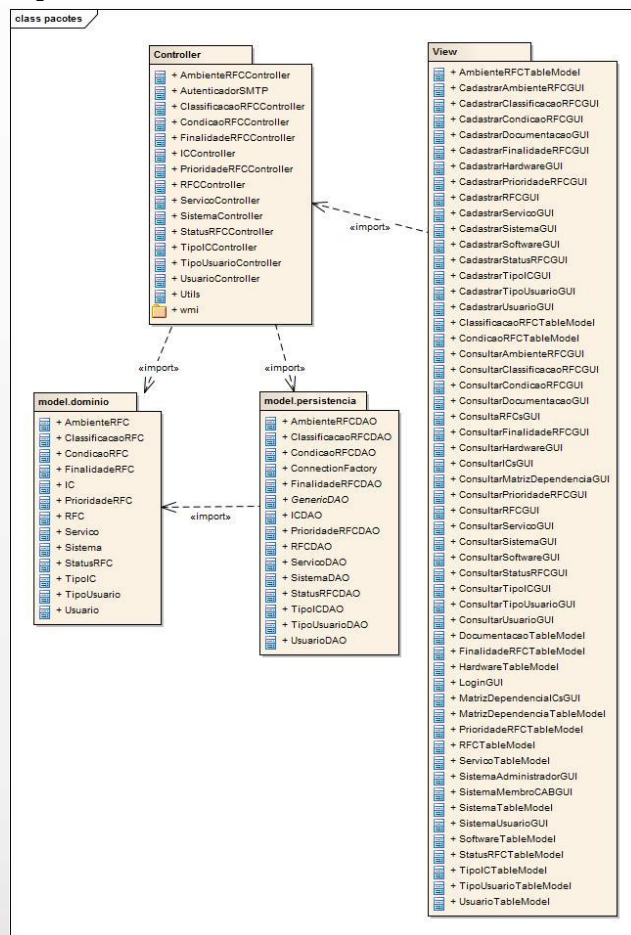 class pacotes
Controller
+ AmbienteRFCController
+ AutenticadorSMTP
+ ClassificacaoRFCController
+ CondicaoRFCController
+ FinalidadeRFCController
+ ICController
+ PrioridadeRFCController
+ RFCController
+ ServicoController
+ SistemaController
+ StatusRFCController
+ TipoICController
+ TipoUsuarioController
+ UsuarioController
+ Utils
+ wmi
View
+ AmbienteRFCTableModel
+ CadastrarAmbienteRFCGUI
+ CadastrarClassificacaoRFCGUI
+ CadastrarCondicaoRFCGUI
+ CadastrarDocumentacaoGUI
+ CadastrarFinalidadeRFCGUI
+ CadastrarHardwareGUI
+ CadastrarPrioridadeRFCGUI
+ CadastrarRFCGUI
+ CadastrarServicoGUI
+ CadastrarSistemaGUI
+ CadastrarSoftwareGUI
+ CadastrarStatusRFCGUI
+ CadastrarTipoICGUI
+ CadastrarTipoUsuarioGUI
+ CadastrarUsuarioGUI
+ ClassificacaoRFCTableModel
+ CondicaoRFCTableModel
+ ConsultarAmbienteRFCGUI
+ ConsultarClassificacaoRFCGUI
+ ConsultarCondicaoRFCGUI
+ ConsultarDocumentacaoGUI
+ ConsultaRFCsGUI
+ ConsultarFinalidadeRFCGUI
+ ConsultarHardwareGUI
+ ConsultarICsGUI
+ ConsultarMatrizDependenciaGUI
+ ConsultarPrioridadeRFCGUI
+ ConsultarRFCGUI
+ ConsultarServicoGUI
+ ConsultarSistemaGUI
+ ConsultarSoftwareGUI
+ ConsultarStatusRFCGUI
+ ConsultarTipoICGUI
+ ConsultarTipoUsuarioGUI
+ ConsultarUsuarioGUI
+ DocumentacaoTableModel
+ FinalidadeRFCTableModel
+ HardwareTableModel
+ LoginGUI
+ MatrizDependenciaICsGUI
+ MatrizDependenciaTableModel
+ PrioridadeRFCTableModel
+ RFCTableModel
+ ServicoTableModel
+ SistemaAdministradorGUI
+ SistemaMembroCABGUI
+ SistemaTableModel
+ SistemaUsuarioGUI
+ SoftwareTableModel
+ StatusRFCTableModel
+ TipoICTableModel
+ TipoUsuarioTableModel
+ UsuarioTableModel
«import»
«import»
«import»
model.dominio
+ AmbienteRFC
+ ClassificacaoRFC
+ CondicaoRFC
+ FinalidadeRFC
+ IC
+ PrioridadeRFC
+ RFC
+ Servico
+ Sistema
+ StatusRFC
+ TipoIC
+ TipoUsuario
+ Usuario
«import»
model.persistencia
+ AmbienteRFCDAO
+ ClassificacaoRFCDAO
+ CondicaoRFCDAO
+ ConnectionFactory
+ FinalidadeRFCDAO
+ GenericDAO
+ ICDAO
+ PrioridadeRFCDAO
+ RFCDAO
+ ServicoDAO
+ SistemaDAO
+ StatusRFCDAO
+ TipoICDAO
+ TipoUsuarioDAO
+ UsuarioDAO